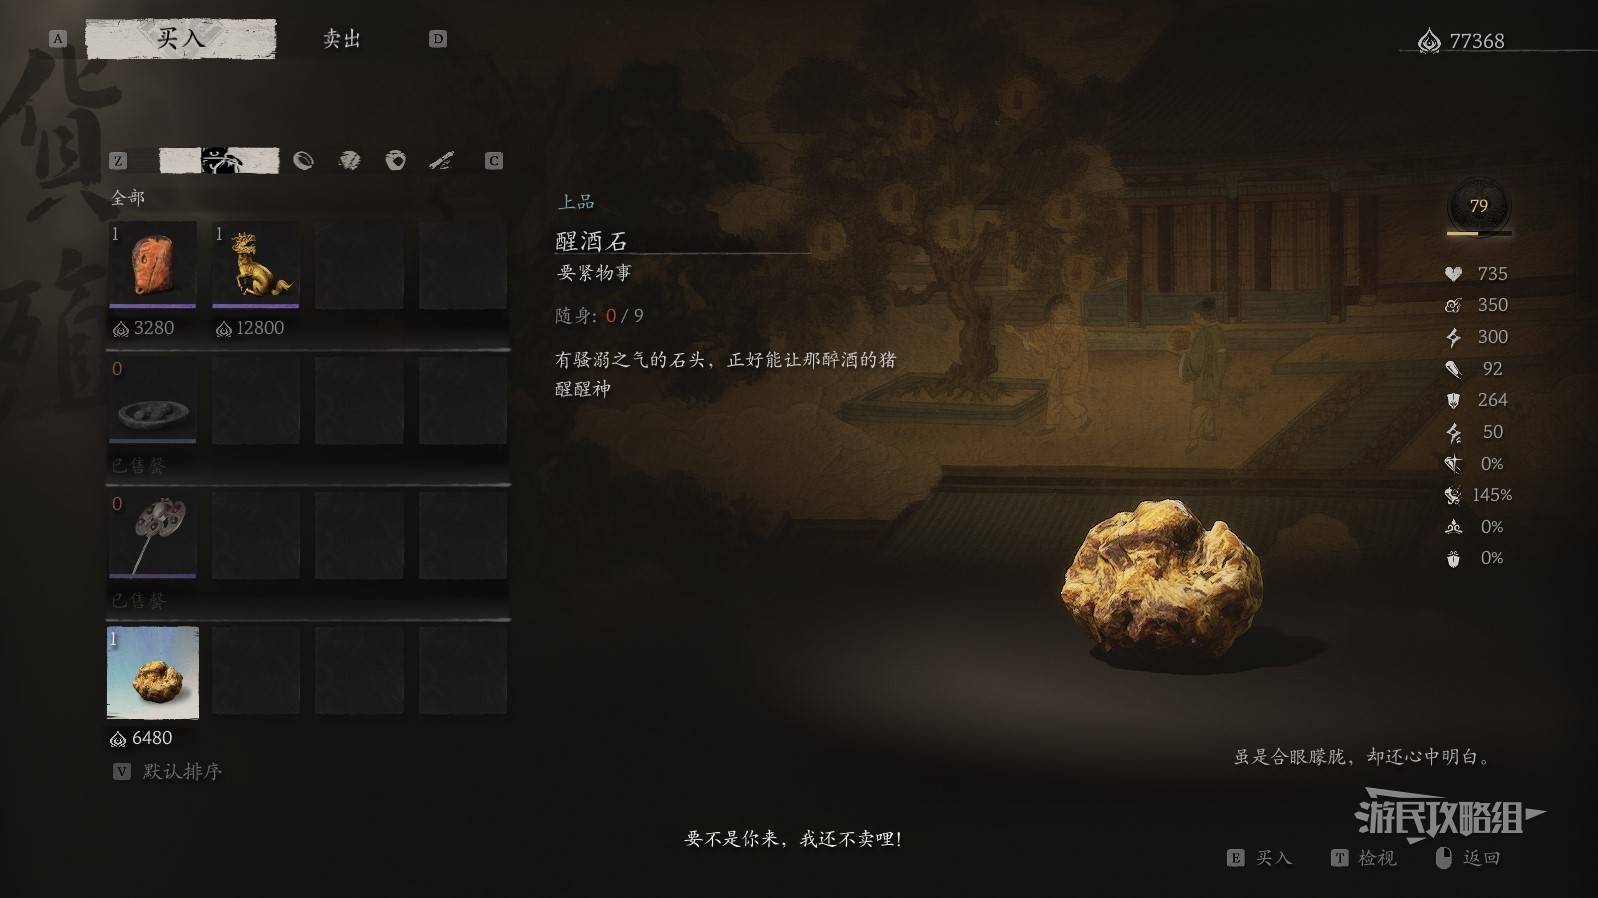 A 买入 卖出 D
77368
貨殖
Z C
全部
1 1
3280 12800
0
已售罄
0
已售罄
1
6480
V 默认排序
上品
醒酒石
要紧物事
随身: 0 / 9
有骚溺之气的石头，正好能让那醉酒的猪
醒醒神
79
735
350
300
92
264
50
0%
145%
0%
0%
虽是合眼朦胧，却还心中明白。
游民攻略组
要不是你来，我还不卖哩！
E 买入 T 检视 返回